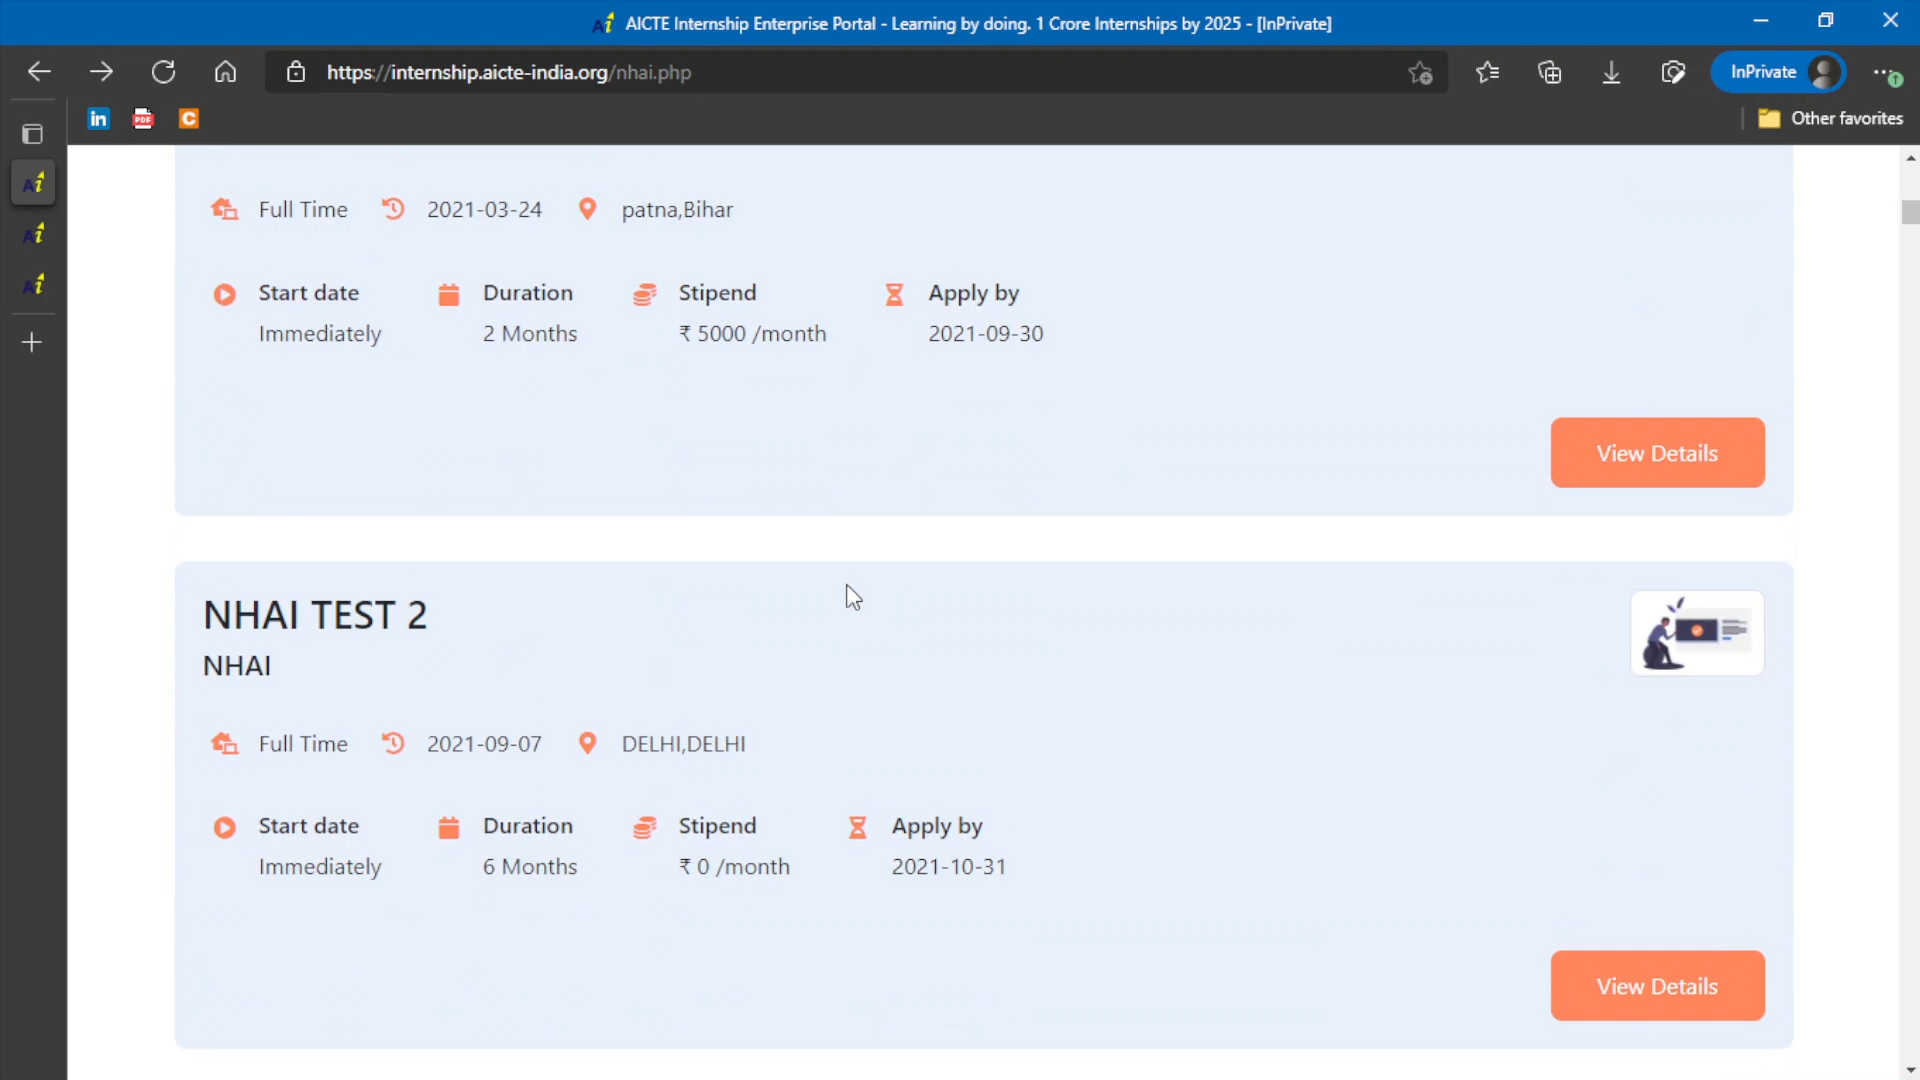 AICTE Internship Enterprise Portal - Learning by doing. 1 Crore Internships by 2025 - [InPrivate]
https://internship.aicte-india.org/nhai.php
InPrivate
in
PDF
C
Other favorites
Full Time 2021-03-24 patna,Bihar
Start date Duration Stipend Apply by
Immediately 2 Months ₹ 5000 /month 2021-09-30
View Details
NHAI TEST 2
NHAI
Full Time 2021-09-07 DELHI,DELHI
Start date Duration Stipend Apply by
Immediately 6 Months ₹ 0 /month 2021-10-31
View Details